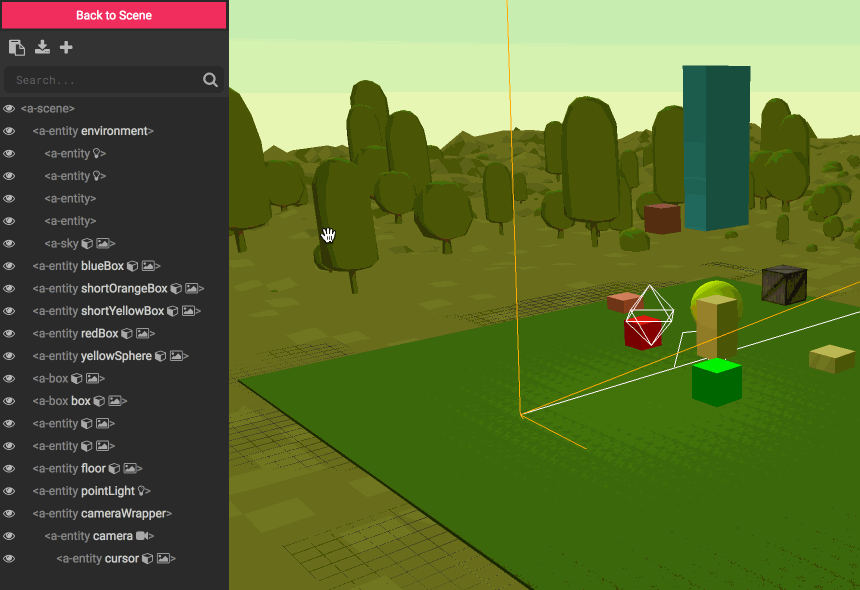 Back to Scene
Search...
<a-scene>
<a-entity environment>
<a-entity >
<a-entity >
<a-entity>
<a-entity>
<a-sky >
<a-entity blueBox >
<a-entity shortOrangeBox >
<a-entity shortYellowBox >
<a-entity redBox >
<a-entity yellowSphere >
<a-box >
<a-box box >
<a-entity >
<a-entity >
<a-entity floor >
<a-entity pointLight >
<a-entity cameraWrapper>
<a-entity camera >
<a-entity cursor >